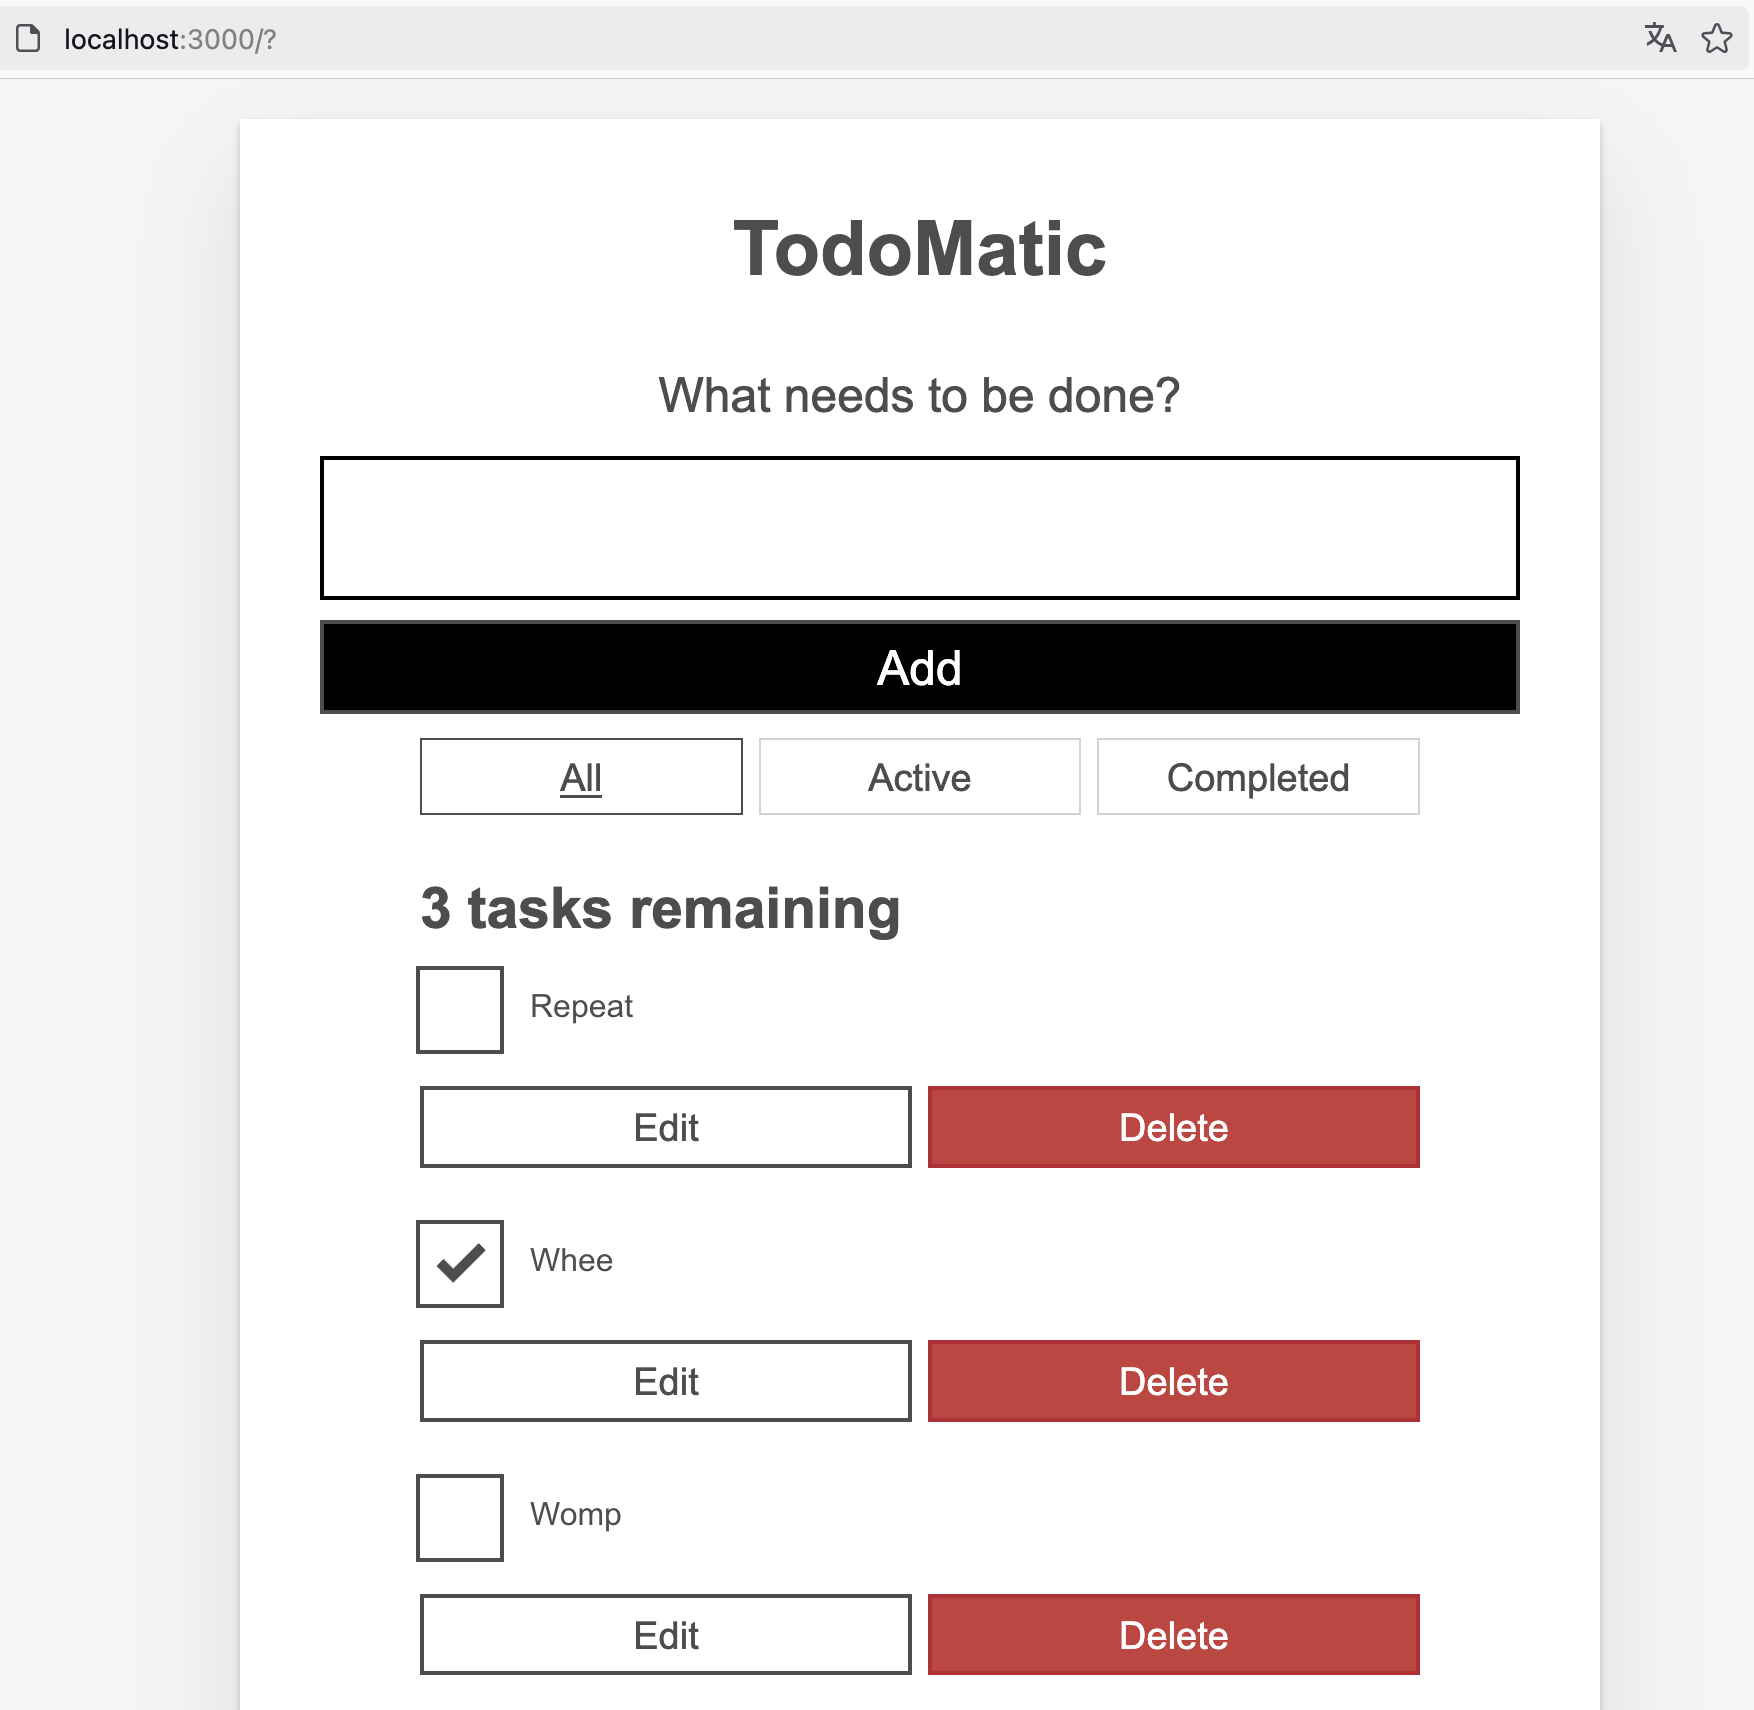 localhost:3000/?
TodoMatic
What needs to be done?
Add
All Active Completed
3 tasks remaining
Repeat
Edit Delete
Whee
Edit Delete
Womp
Edit Delete